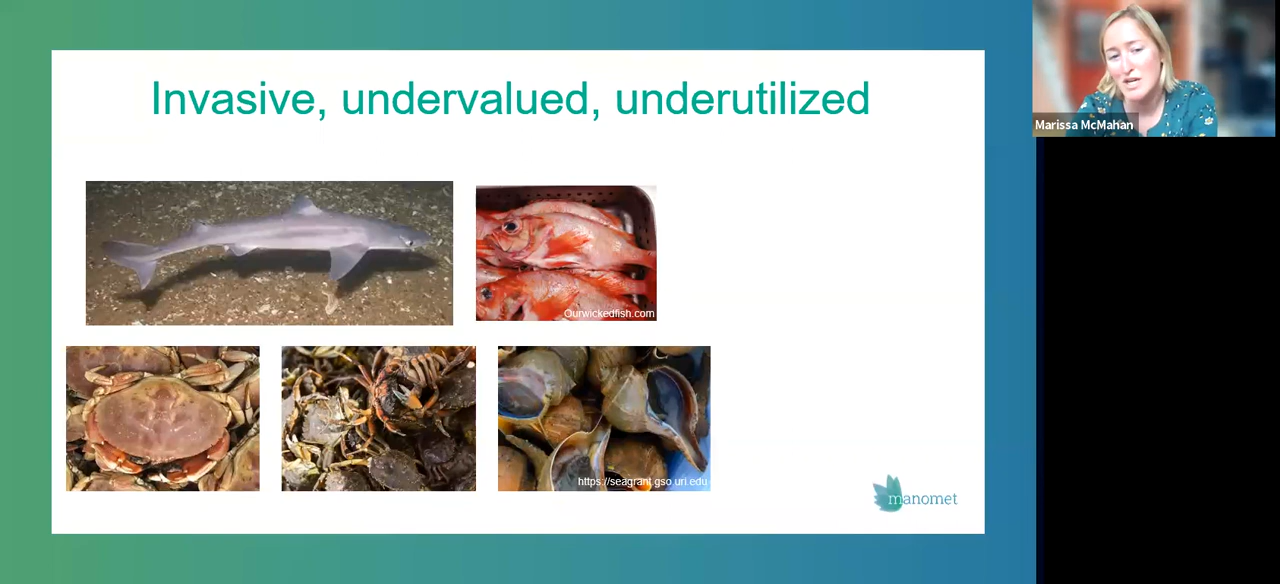 Invasive, undervalued, underutilized
Marissa McMahan
Ourwickedfish.com
https://seagrant.gso.uri.edu
manomet